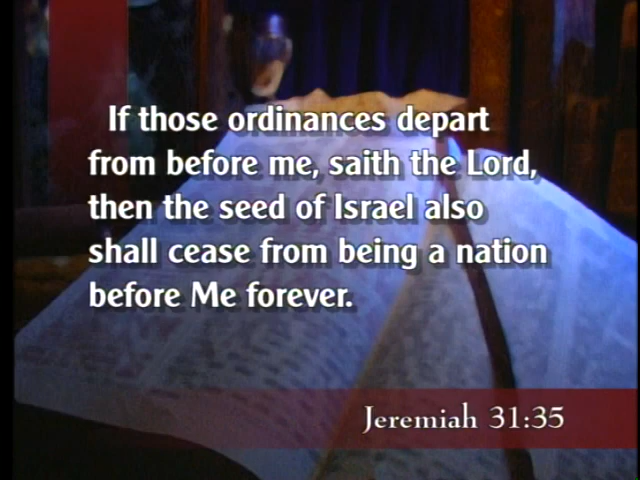 If those ordinances depart
from before me, saith the Lord,
then the seed of Israel also
shall cease from being a nation
before Me forever.
Jeremiah 31:35